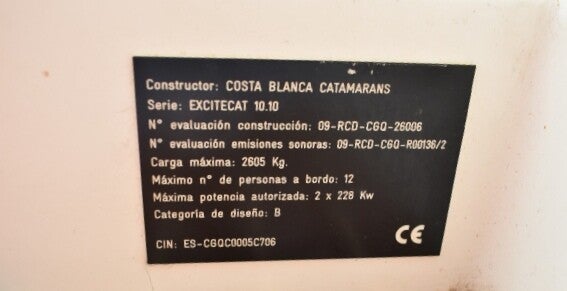 Constructor: COSTA BLANCA CATAMARANS
Serie: EXCITECAT 10.10
N° evaluación construcción: 09-RCD-CGQ-26006
N° evaluación emisiones sonoras: 09-RCD-CGQ-R00136/2
Carga máxima: 2605 Kg.
Máximo n° de personas a bordo: 12
Máxima potencia autorizada: 2 x 228 Kw
Categoría de diseño: B
CIN: ES-CGQC0005C706
CE